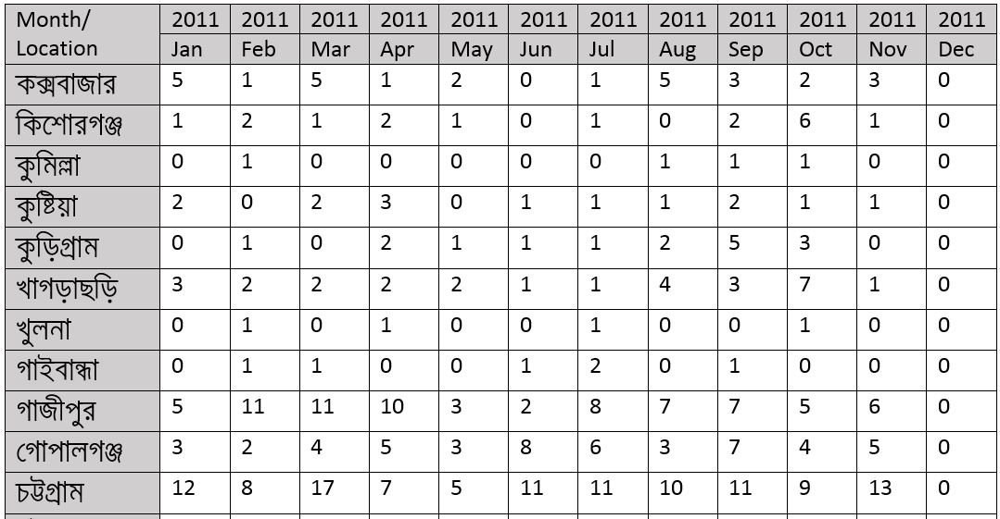 Month/ 2011 2011 2011 2011 2011 2011 2011 2011 2011 2011 2011 2011
Location Jan Feb Mar Apr May Jun Jul Aug Sep Oct Nov Dec
কক্সবাজার 5 1 5 1 2 0 1 5 3 2 3 0
কিশোরগঞ্জ 1 2 1 2 1 0 1 0 2 6 1 0
কুমিল্লা 0 1 0 0 0 0 0 1 1 1 0 0
কুষ্টিয়া 2 0 2 3 0 1 1 1 2 1 1 0
কুড়িগ্রাম 0 1 0 2 1 1 1 2 5 3 0 0
খাগড়াছড়ি 3 2 2 2 2 1 1 4 3 7 1 0
খুলনা 0 1 0 1 0 0 1 0 0 1 0 0
গাইবান্ধা 0 1 1 0 0 1 2 0 1 0 0 0
গাজীপুর 5 11 11 10 3 2 8 7 7 5 6 0
গোপালগঞ্জ 3 2 4 5 3 8 6 3 7 4 5 0
চট্টগ্রাম 12 8 17 7 5 11 11 10 11 9 13 0